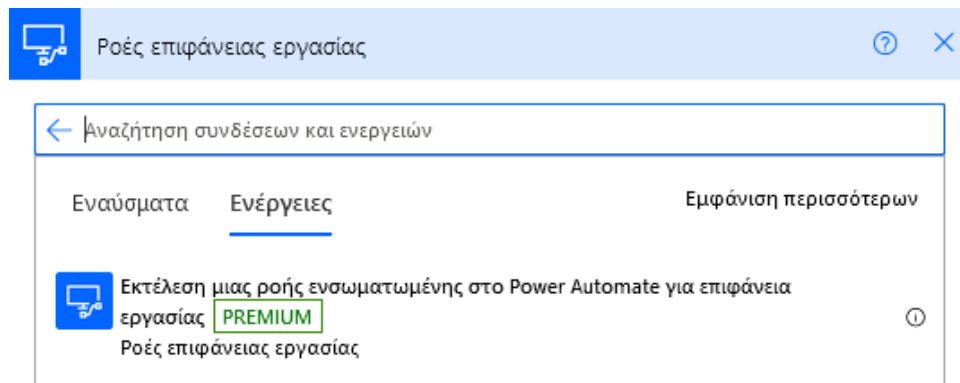 Ροές επιφάνειας εργασίας
Αναζήτηση συνδέσεων και ενεργειών
Εναύσματα Ενέργειες Εμφάνιση περισσότερων
Εκτέλεση μιας ροής ενσωματωμένης στο Power Automate για επιφάνεια
εργασίας PREMIUM
Ροές επιφάνειας εργασίας